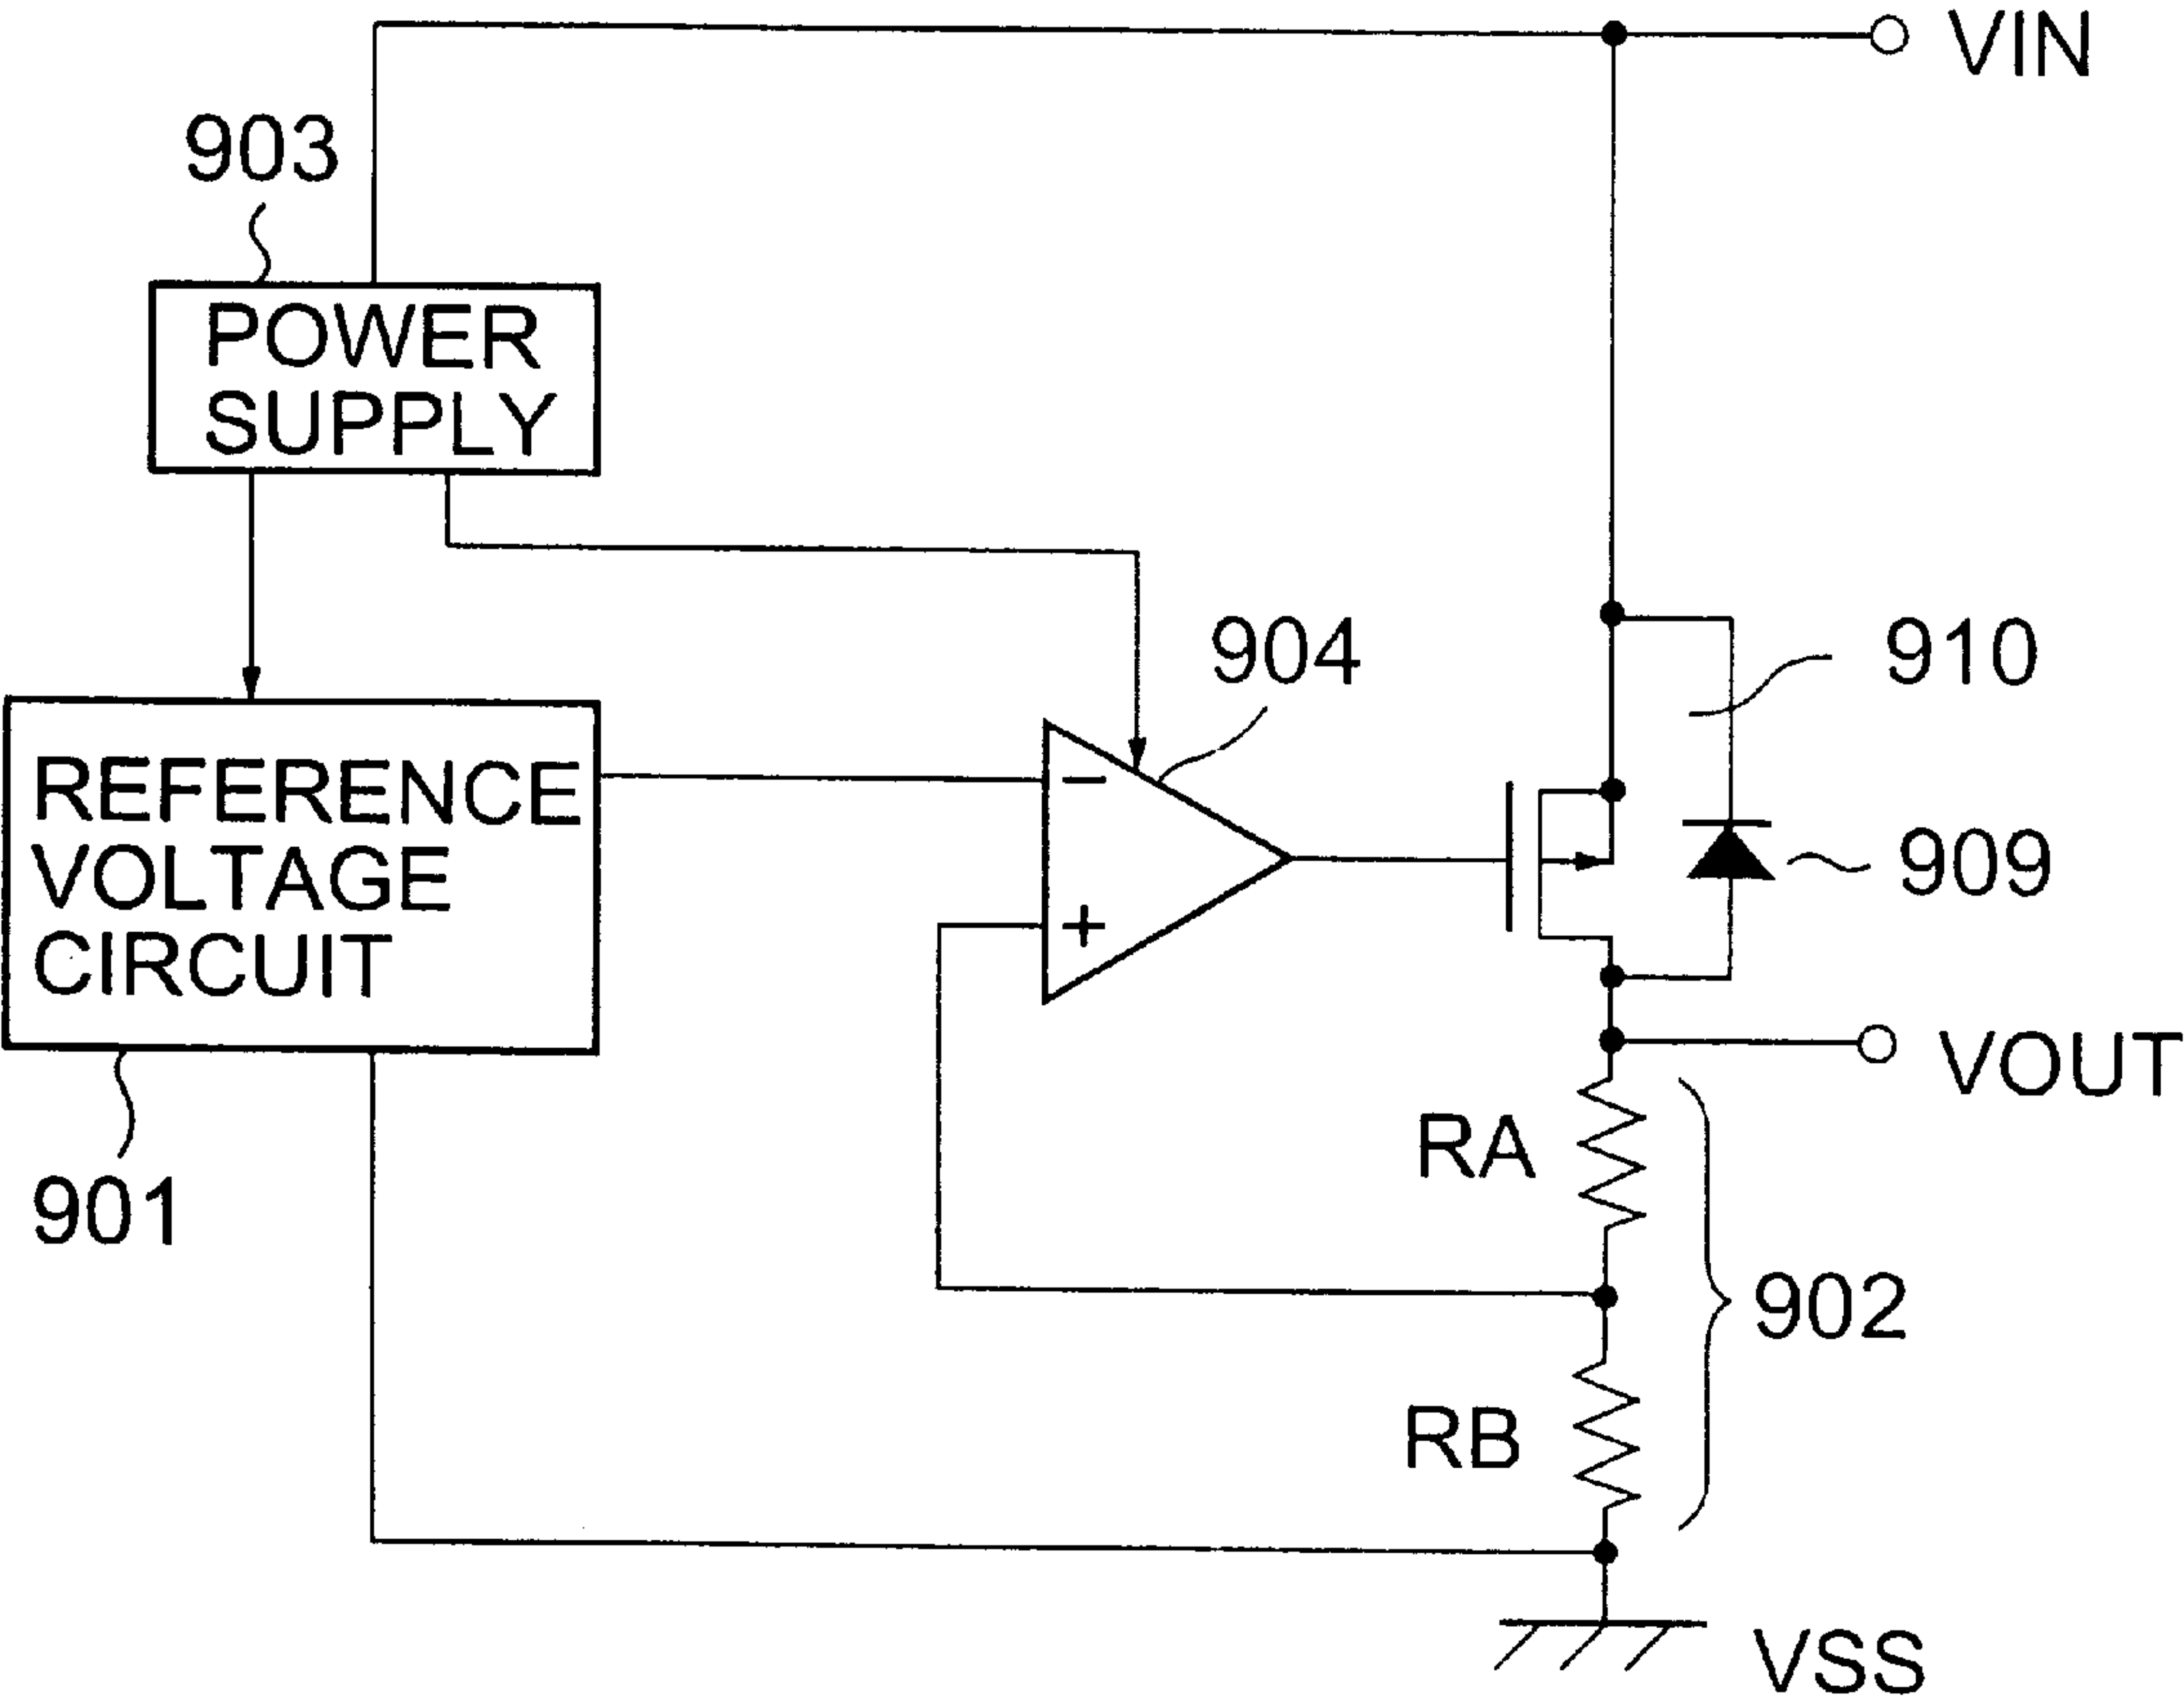 VIN
903
POWER
SUPPLY
904
910
REFERENCE
VOLTAGE
CIRCUIT
−
+
909
VOUT
RA
901
902
RB
VSS